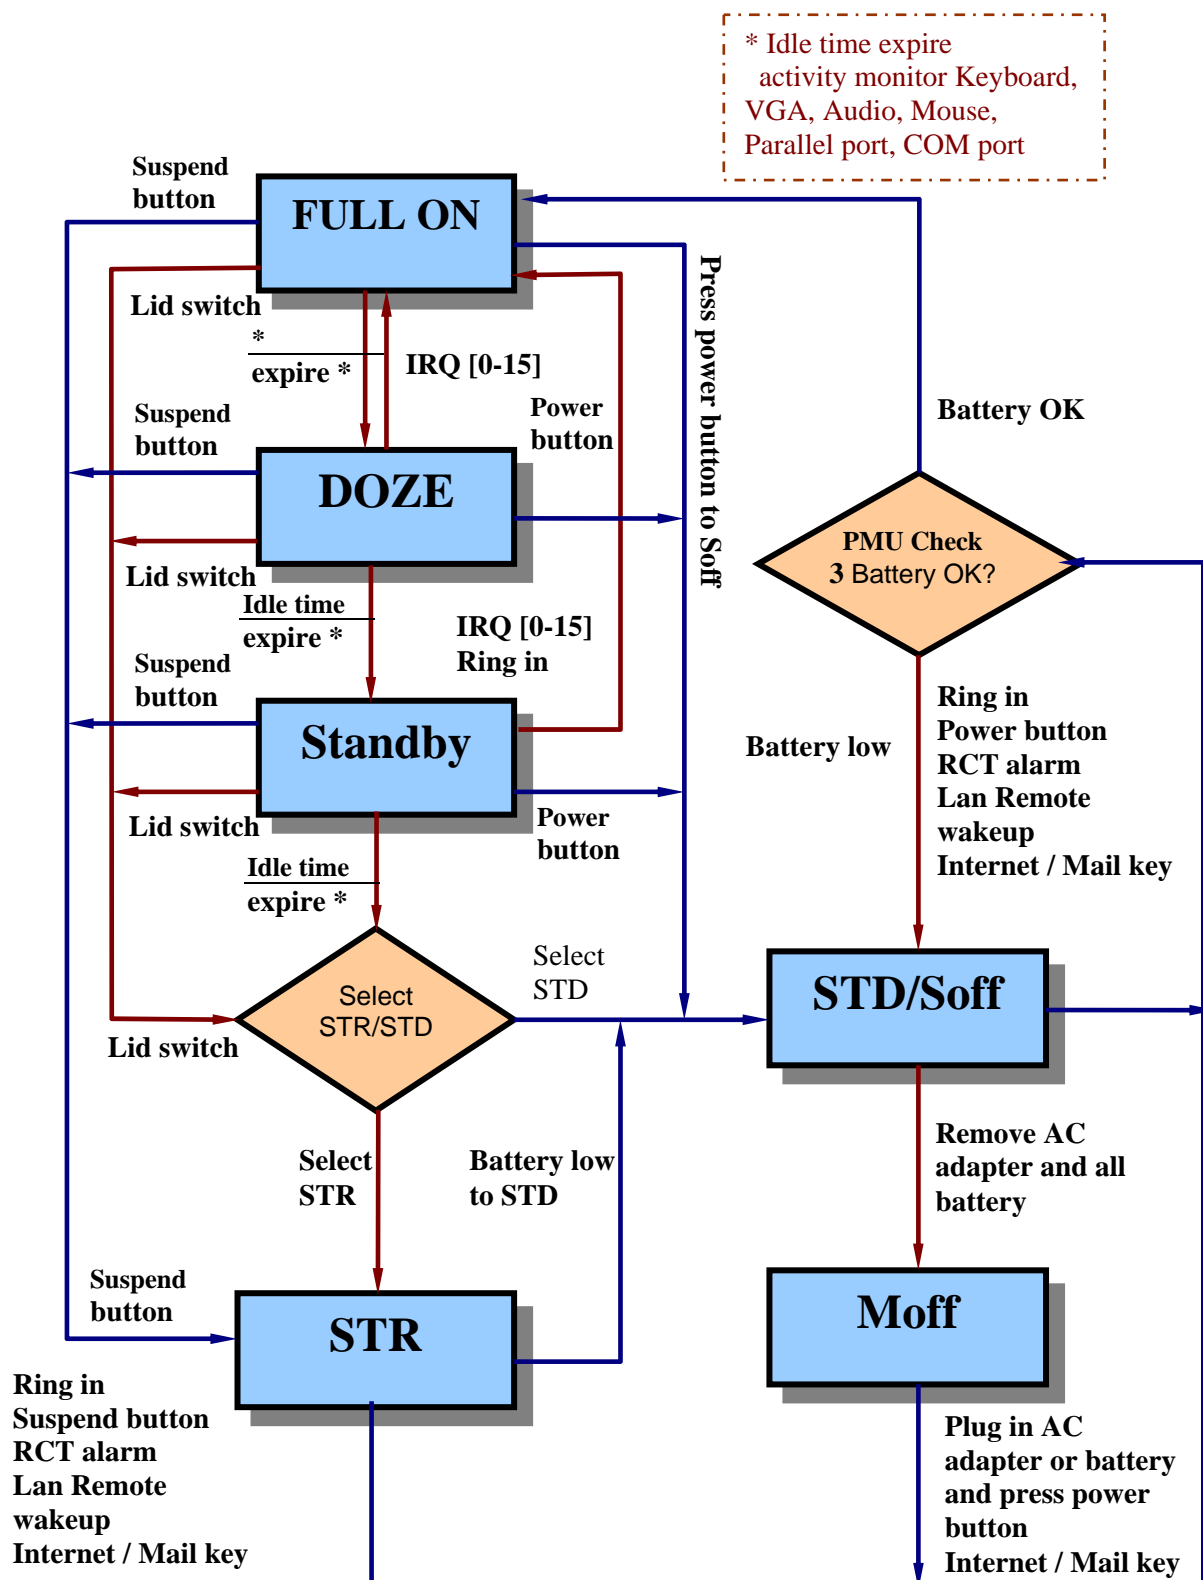 * Idle time expire
activity monitor Keyboard,
VGA, Audio, Mouse,
Parallel port, COM port
Suspend
button
FULL ON
Lid switch
*
expire *
IRQ [0-15]
Press power button to Soff
Suspend
button
Power
button
Battery OK
DOZE
PMU Check
3 Battery OK?
Lid switch
Idle time
expire *
IRQ [0-15]
Ring in
Suspend
button
Standby
Battery low
Ring in
Power button
RCT alarm
Lan Remote
wakeup
Internet / Mail key
Lid switch
Power
button
Idle time
expire *
Select
STD
Select
STR/STD
STD/Soff
Lid switch
Select
STR
Battery low
to STD
Remove AC
adapter and all
battery
Suspend
button
STR
Moff
Ring in
Suspend button
RCT alarm
Lan Remote
wakeup
Internet / Mail key
Plug in AC
adapter or battery
and press power
button
Internet / Mail key